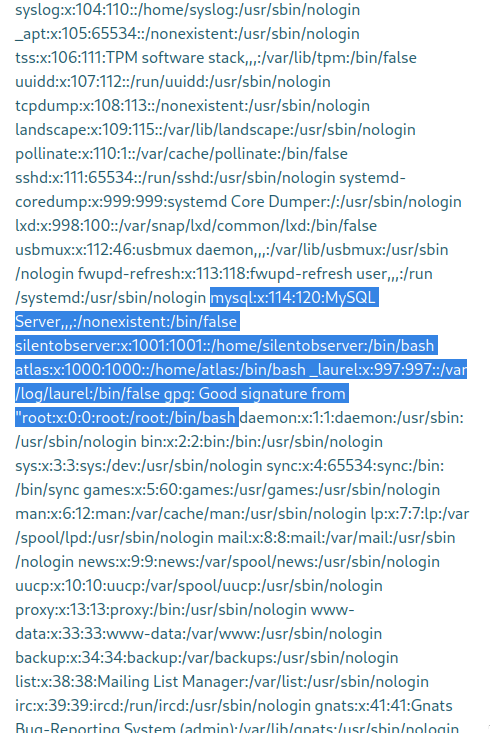 syslog:x:104:110::/home/syslog:/usr/sbin/nologin
_apt:x:105:65534::/nonexistent:/usr/sbin/nologin
tss:x:106:111:TPM software stack,,,:/var/lib/tpm:/bin/false
uuidd:x:107:112::/run/uuidd:/usr/sbin/nologin
tcpdump:x:108:113::/nonexistent:/usr/sbin/nologin
landscape:x:109:115::/var/lib/landscape:/usr/sbin/nologin
pollinate:x:110:1::/var/cache/pollinate:/bin/false
sshd:x:111:65534::/run/sshd:/usr/sbin/nologin systemd-
coredump:x:999:999:systemd Core Dumper:/:/usr/sbin/nologin
lxd:x:998:100::/var/snap/lxd/common/lxd:/bin/false
usbmux:x:112:46:usbmux daemon,,,:/var/lib/usbmux:/usr/sbin
/nologin fwupd-refresh:x:113:118:fwupd-refresh user,,,:/run
/systemd:/usr/sbin/nologin mysql:x:114:120:MySQL
Server,,,:/nonexistent:/bin/false
silentobserver:x:1001:1001::/home/silentobserver:/bin/bash
atlas:x:1000:1000::/home/atlas:/bin/bash _laurel:x:997:997::/var
/log/laurel:/bin/false gpg: Good signature from
"root:x:0:0:root:/root:/bin/bash daemon:x:1:1:daemon:/usr/sbin:
/usr/sbin/nologin bin:x:2:2:bin:/bin:/usr/sbin/nologin
sys:x:3:3:sys:/dev:/usr/sbin/nologin sync:x:4:65534:sync:/bin:
/bin/sync games:x:5:60:games:/usr/games:/usr/sbin/nologin
man:x:6:12:man:/var/cache/man:/usr/sbin/nologin lp:x:7:7:lp:/var
/spool/lpd:/usr/sbin/nologin mail:x:8:8:mail:/var/mail:/usr/sbin
/nologin news:x:9:9:news:/var/spool/news:/usr/sbin/nologin
uucp:x:10:10:uucp:/var/spool/uucp:/usr/sbin/nologin
proxy:x:13:13:proxy:/bin:/usr/sbin/nologin www-
data:x:33:33:www-data:/var/www:/usr/sbin/nologin
backup:x:34:34:backup:/var/backups:/usr/sbin/nologin
list:x:38:38:Mailing List Manager:/var/list:/usr/sbin/nologin
irc:x:39:39:ircd:/run/ircd:/usr/sbin/nologin gnats:x:41:41:Gnats
Bug-Reporting System (admin):/var/lib/gnats:/usr/sbin/nologin